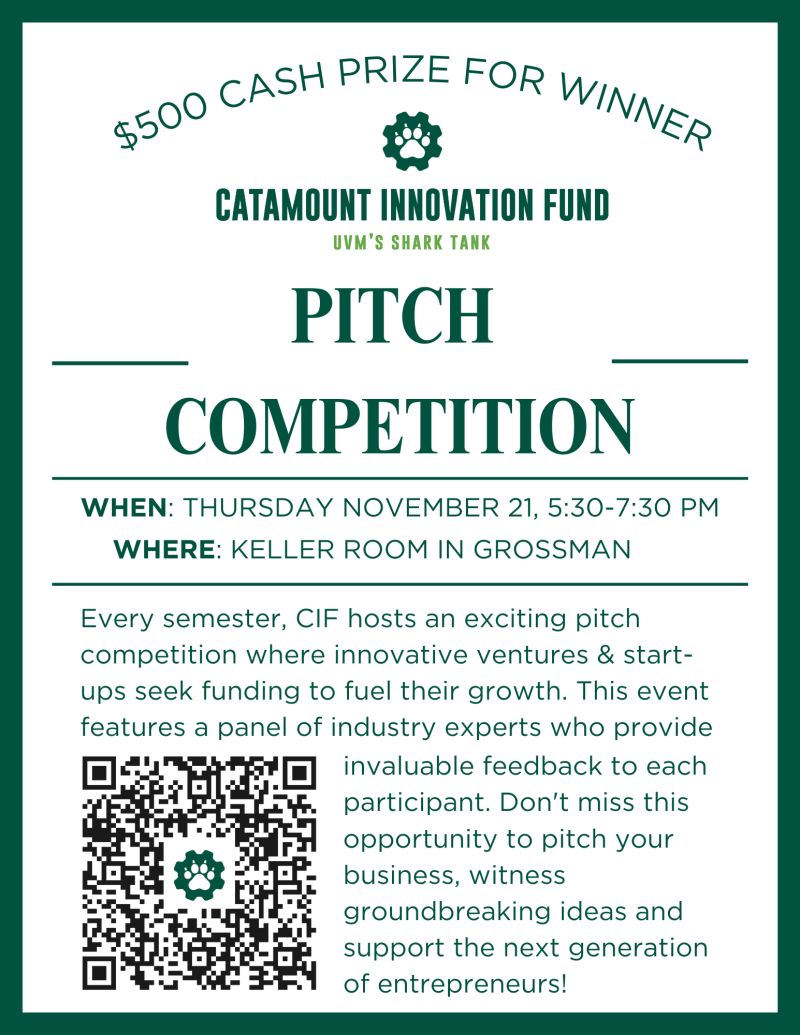 $500 CASH PRIZE FOR WINNER
CATAMOUNT INNOVATION FUND
UVM'S SHARK TANK
PITCH
COMPETITION
WHEN: THURSDAY NOVEMBER 21, 5:30-7:30 PM
WHERE: KELLER ROOM IN GROSSMAN
Every semester, CIF hosts an exciting pitch
competition where innovative ventures & start-
ups seek funding to fuel their growth. This event
features a panel of industry experts who provide
invaluable feedback to each
participant. Don't miss this
opportunity to pitch your
business, witness
groundbreaking ideas and
support the next generation
of entrepreneurs!